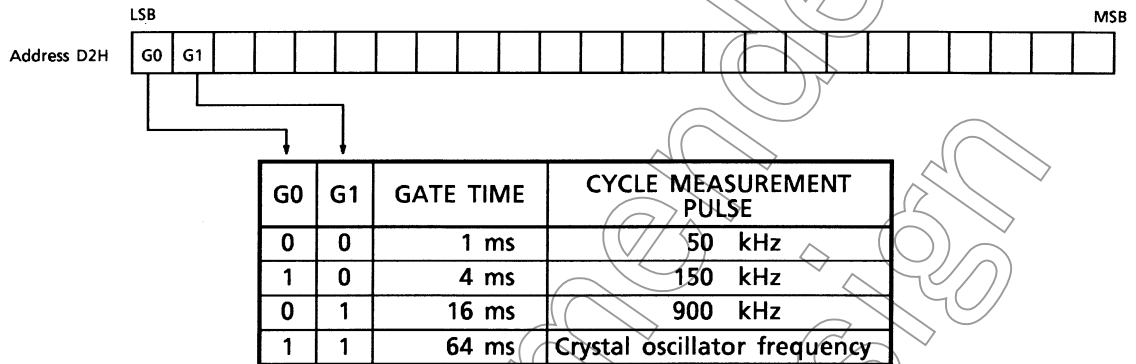 LSB MSB
Address D2H G0 G1
G0 G1 GATE TIME CYCLE MEASUREMENT
PULSE
0 0 1 ms 50 kHz
1 0 4 ms 150 kHz
0 1 16 ms 900 kHz
1 1 64 ms Crystal oscillator frequency